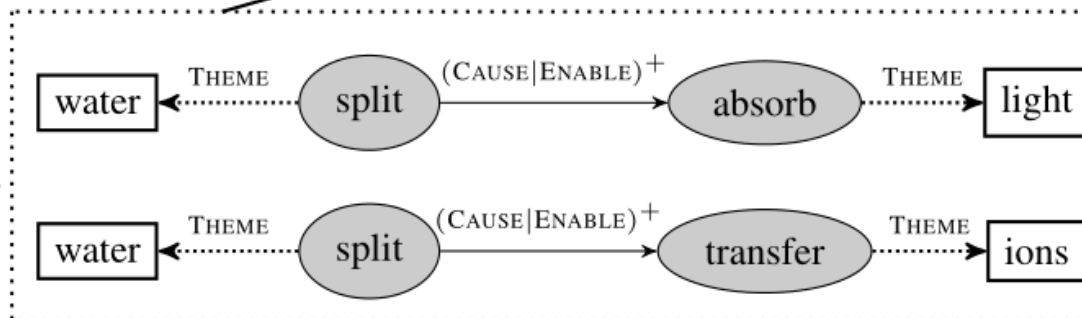 THEME (CAUSE|ENABLE)+ THEME
water split absorb light
THEME (CAUSE|ENABLE)+ THEME
water split transfer ions